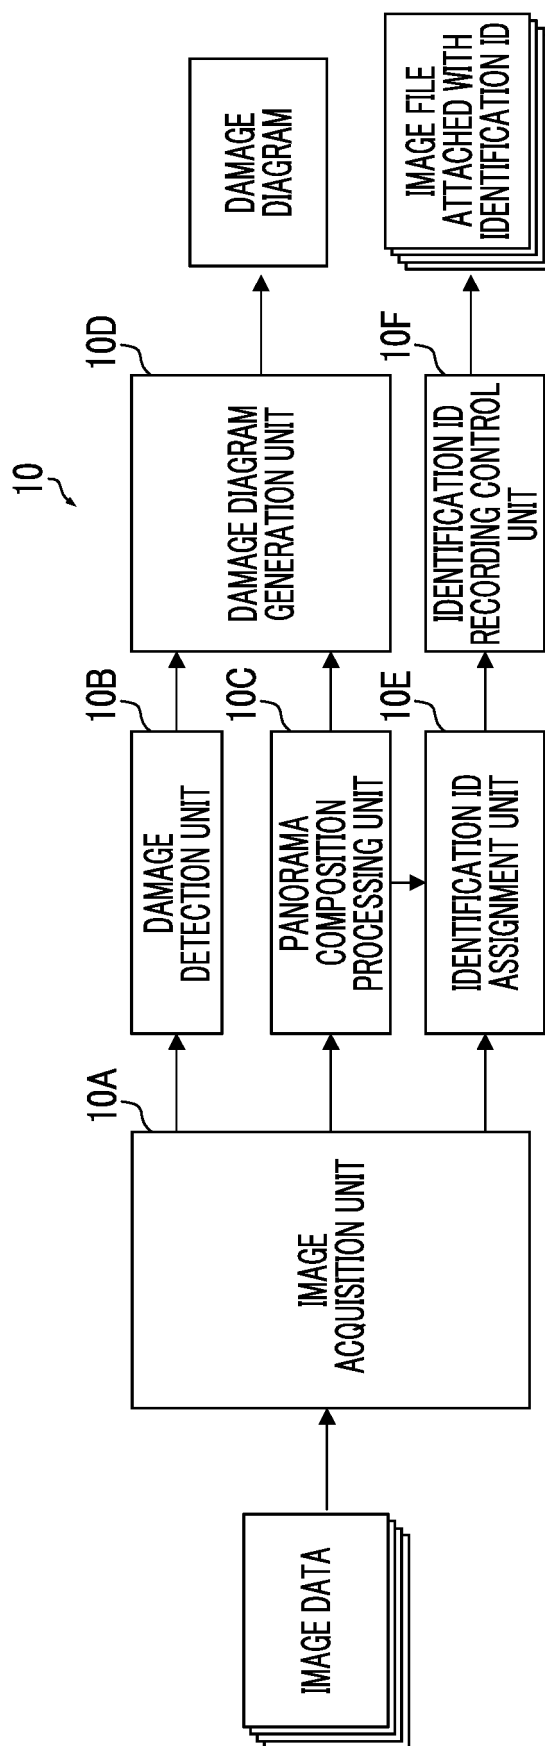 10
IMAGE DATA
10A
IMAGE
ACQUISITION UNIT
10B
DAMAGE
DETECTION UNIT
10C
PANORAMA
COMPOSITION
PROCESSING UNIT
10E
IDENTIFICATION ID
ASSIGNMENT UNIT
10D
DAMAGE DIAGRAM
GENERATION UNIT
10F
IDENTIFICATION ID
RECORDING CONTROL
UNIT
DAMAGE
DIAGRAM
IMAGE FILE
ATTACHED WITH
IDENTIFICATION ID